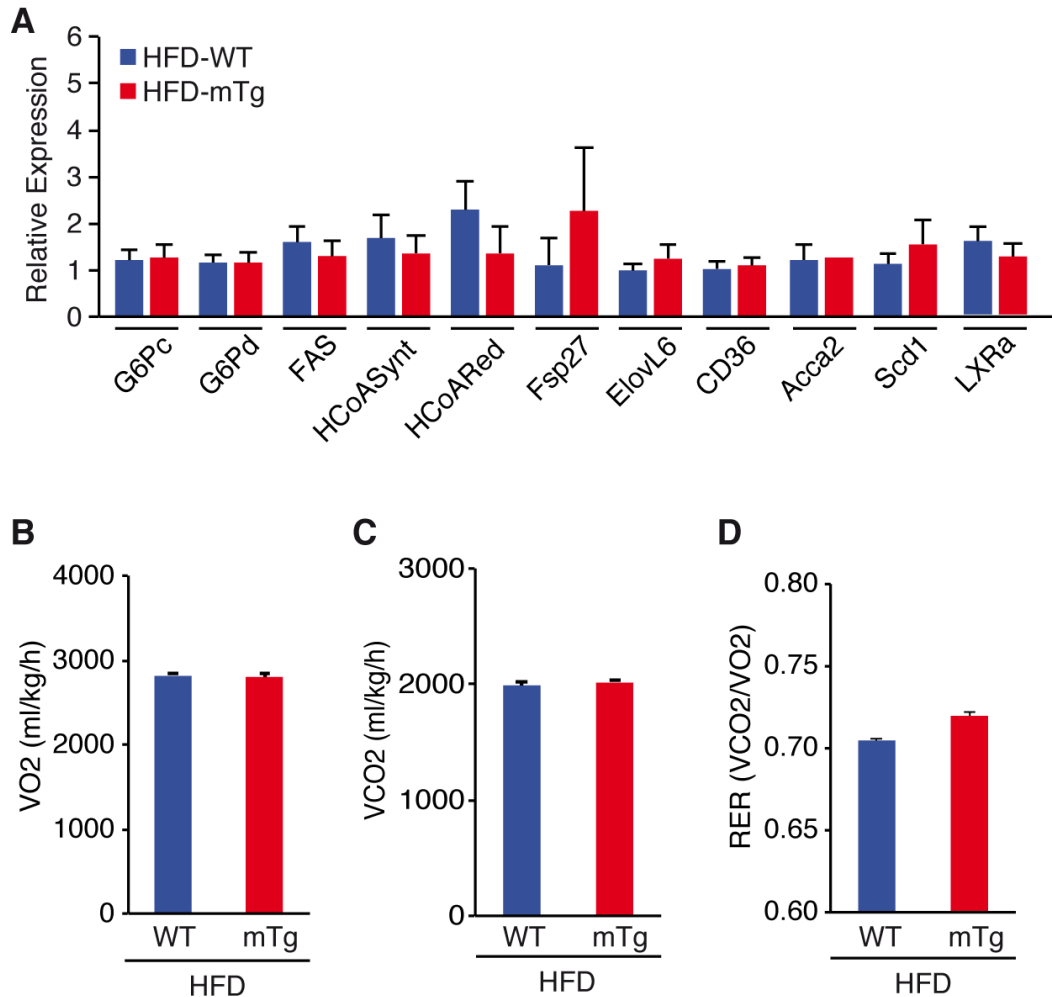 A
Relative Expression
6
5
4
3
2
1
0
HFD-WT
HFD-mTg
G6Pc
G6Pd
FAS
HCoASynt
HCoARed
Fsp27
ElovL6
CD36
Acca2
Scd1
LXRa
B
VO2 (ml/kg/h)
4000
3000
2000
1000
0
WT mTg
HFD
C
VCO2 (ml/kg/h)
3000
2000
1000
0
WT mTg
HFD
D
RER (VCO2/VO2)
0.80
0.75
0.70
0.65
0.60
WT mTg
HFD